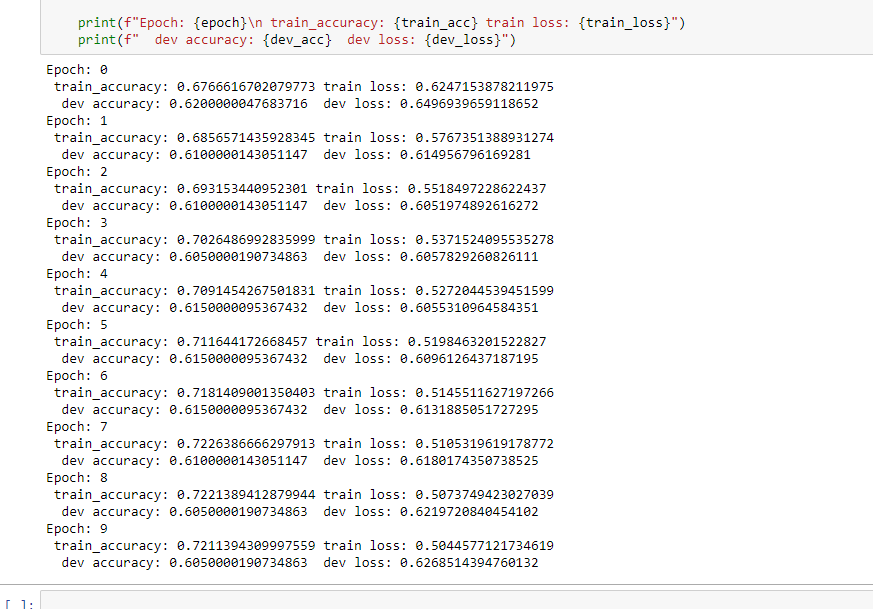 print(f"Epoch: {epoch}\n train_accuracy: {train_acc} train loss: {train_loss}")
print(f"  dev accuracy: {dev_acc}  dev loss: {dev_loss}")
Epoch: 0
 train_accuracy: 0.6766616702079773 train loss: 0.6247153878211975
  dev accuracy: 0.6200000047683716  dev loss: 0.6496939659118652
Epoch: 1
 train_accuracy: 0.6856571435928345 train loss: 0.5767351388931274
  dev accuracy: 0.6100000143051147  dev loss: 0.614956796169281
Epoch: 2
 train_accuracy: 0.693153440952301 train loss: 0.5518497228622437
  dev accuracy: 0.6100000143051147  dev loss: 0.6051974892616272
Epoch: 3
 train_accuracy: 0.7026486992835999 train loss: 0.5371524095535278
  dev accuracy: 0.6050000190734863  dev loss: 0.6057829260826111
Epoch: 4
 train_accuracy: 0.7091454267501831 train loss: 0.5272044539451599
  dev accuracy: 0.6150000095367432  dev loss: 0.6055310964584351
Epoch: 5
 train_accuracy: 0.711644172668457 train loss: 0.5198463201522827
  dev accuracy: 0.6150000095367432  dev loss: 0.6096126437187195
Epoch: 6
 train_accuracy: 0.7181409001350403 train loss: 0.5145511627197266
  dev accuracy: 0.6150000095367432  dev loss: 0.6131885051727295
Epoch: 7
 train_accuracy: 0.7226386666297913 train loss: 0.5105319619178772
  dev accuracy: 0.6100000143051147  dev loss: 0.6180174350738525
Epoch: 8
 train_accuracy: 0.7221389412879944 train loss: 0.5073749423027039
  dev accuracy: 0.6050000190734863  dev loss: 0.6219720840454102
Epoch: 9
 train_accuracy: 0.7211394309997559 train loss: 0.5044577121734619
  dev accuracy: 0.6050000190734863  dev loss: 0.6268514394760132
[ ]: